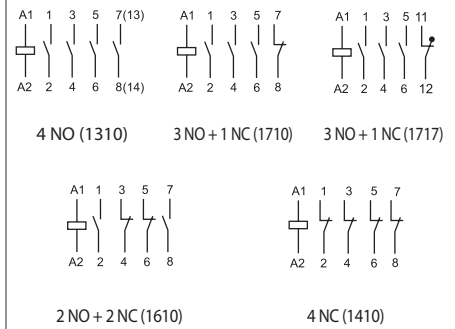 A1 1 3 5 7(13)
A2 2 4 6 8(14)
4 NO (1310)
A1 1 3 5 7
A2 2 4 6 8
3 NO + 1 NC (1710)
A1 1 3 5 11
A2 2 4 6 12
3 NO + 1 NC (1717)
A1 1 3 5 7
A2 2 4 6 8
2 NO + 2 NC (1610)
A1 1 3 5 7
A2 2 4 6 8
4 NC (1410)